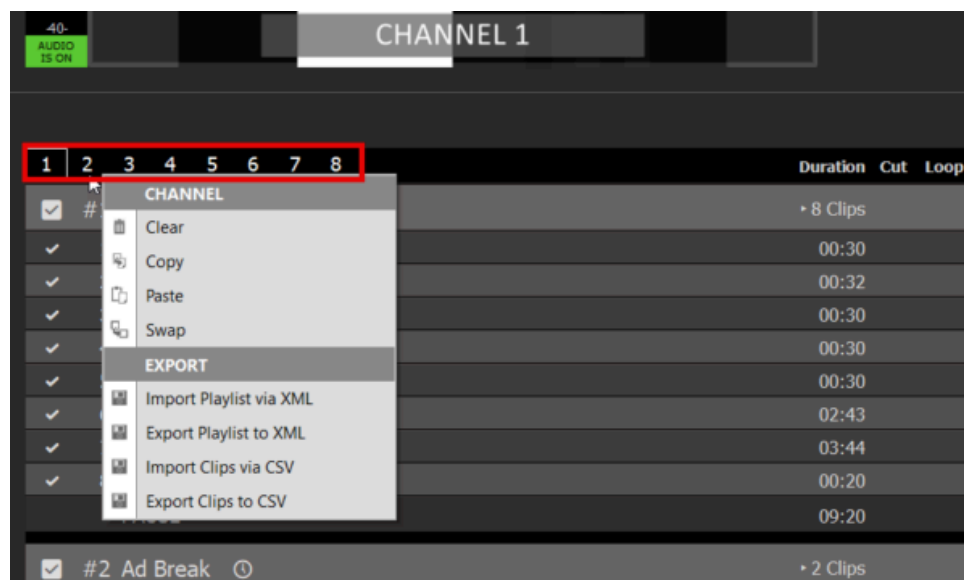 -40-
AUDIO
IS ON
CHANNEL 1
1 2 3 4 5 6 7 8 Duration Cut Loop
CHANNEL
# 8 Clips
Clear
00:30
Copy
00:32
Paste
00:30
Swap
00:30
EXPORT
00:30
Import Playlist via XML
02:43
Export Playlist to XML
03:44
Import Clips via CSV
00:20
Export Clips to CSV
09:20
#2 Ad Break 2 Clips